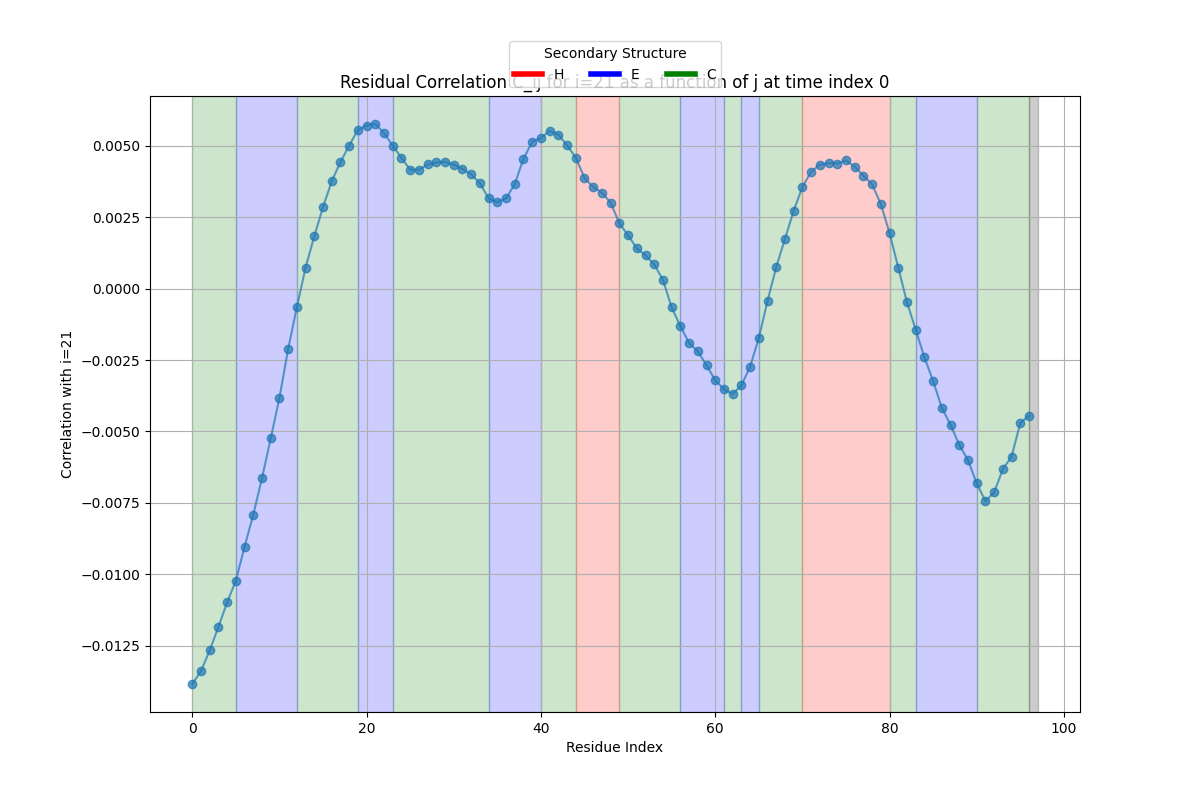 Secondary Structure
H E C
Residual Correlation C_ij for i=21 as a function of j at time index 0
0.0050
0.0025
0.0000
−0.0025
−0.0050
−0.0075
−0.0100
−0.0125
Correlation with i=21
0 20 40 60 80 100
Residue Index